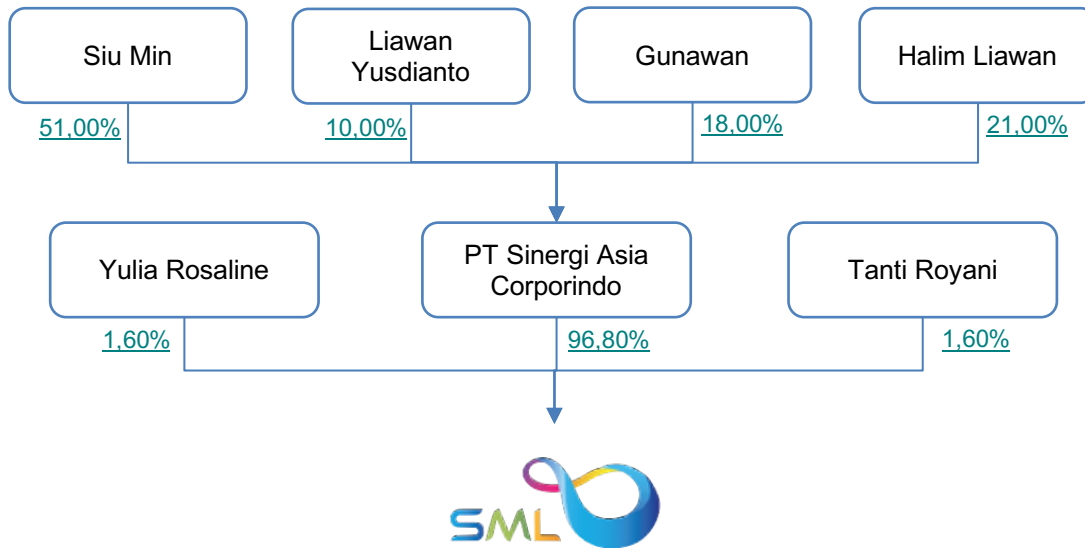 Siu Min
Liawan
Yusdianto
Gunawan
Halim Liawan
51,00%
10,00%
18,00%
21,00%
Yulia Rosaline
PT Sinergi Asia
Corporindo
Tanti Royani
1,60%
96,80%
1,60%
SML